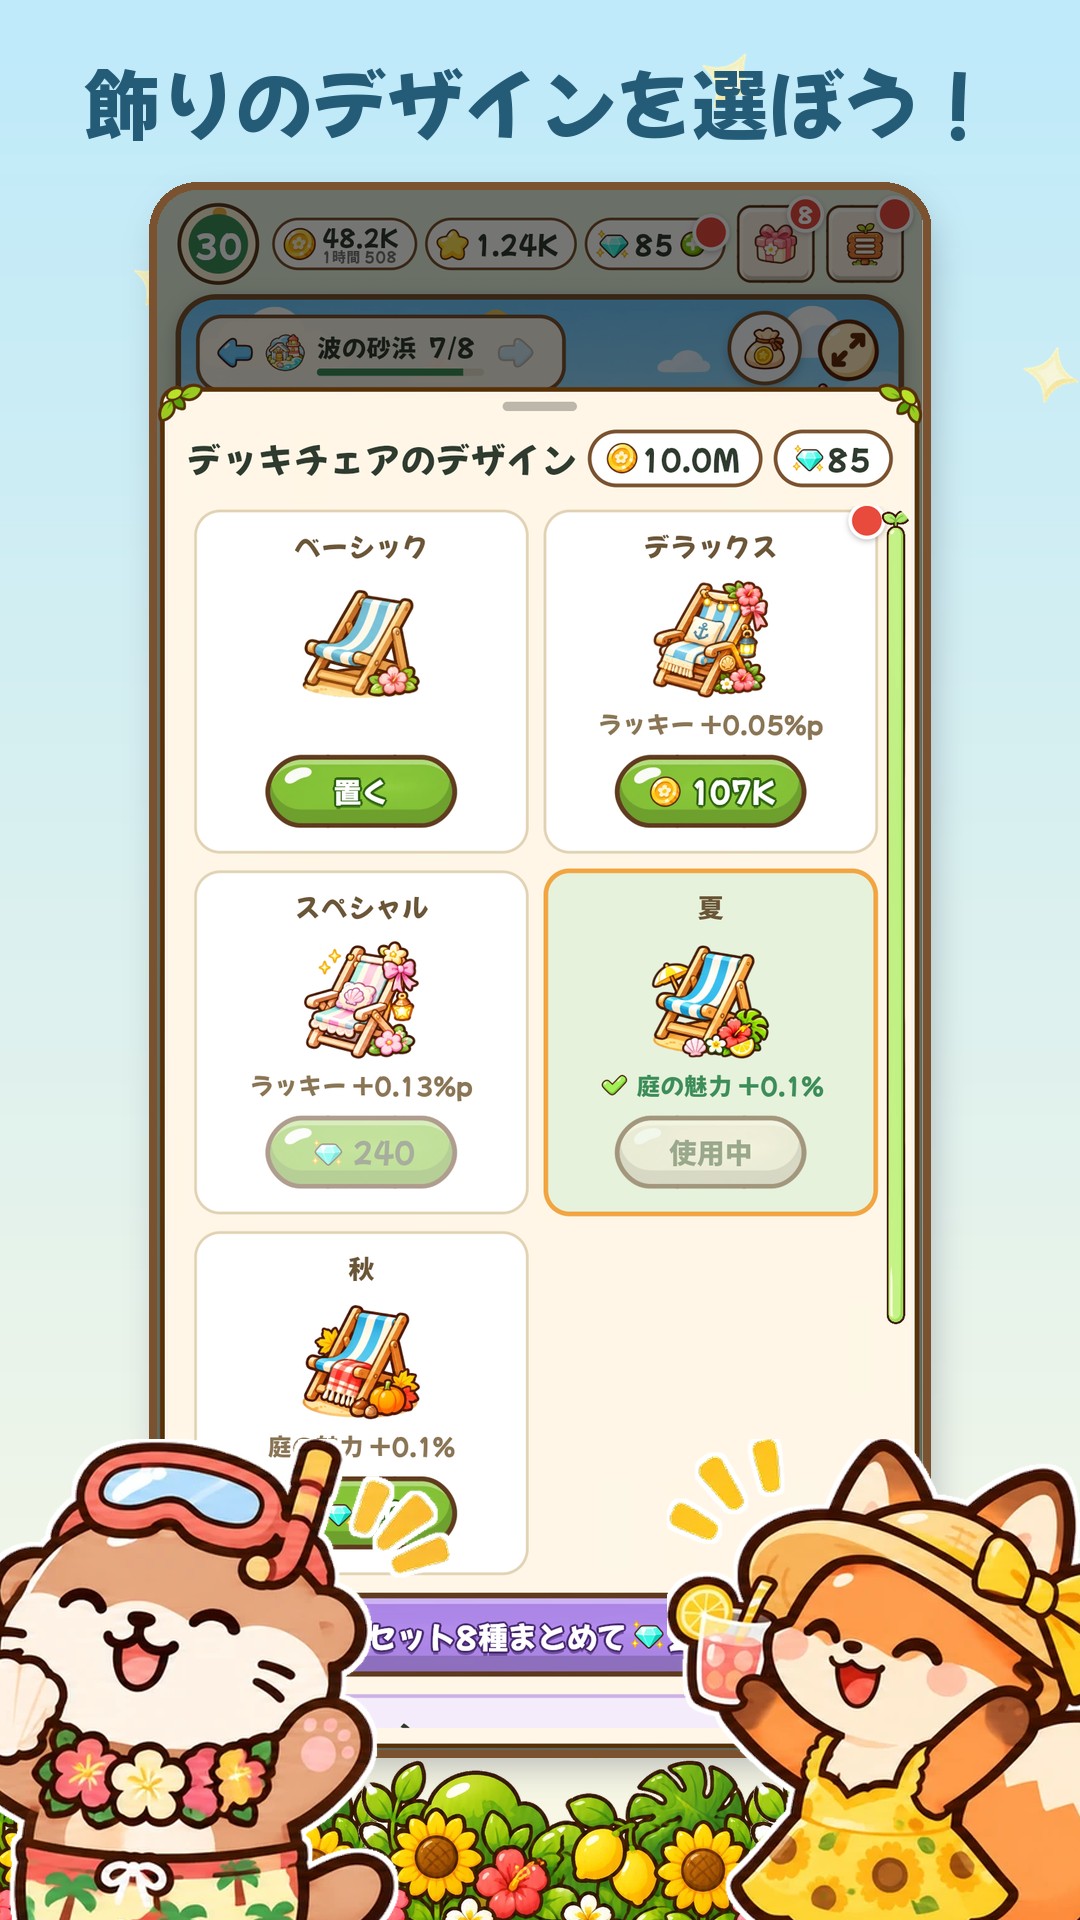 飾りのデザインを選ぼう！
30
48.2K
1時間 508
1.24K
85
8
波の砂浜 7/8
デッキチェアのデザイン
10.0M
85
ベーシック
デラックス
ラッキー +0.05%p
置く
107K
スペシャル
夏
ラッキー +0.13%p
庭の魅力 +0.1%
240
使用中
秋
庭の魅力 +0.1%
セット8種まとめて